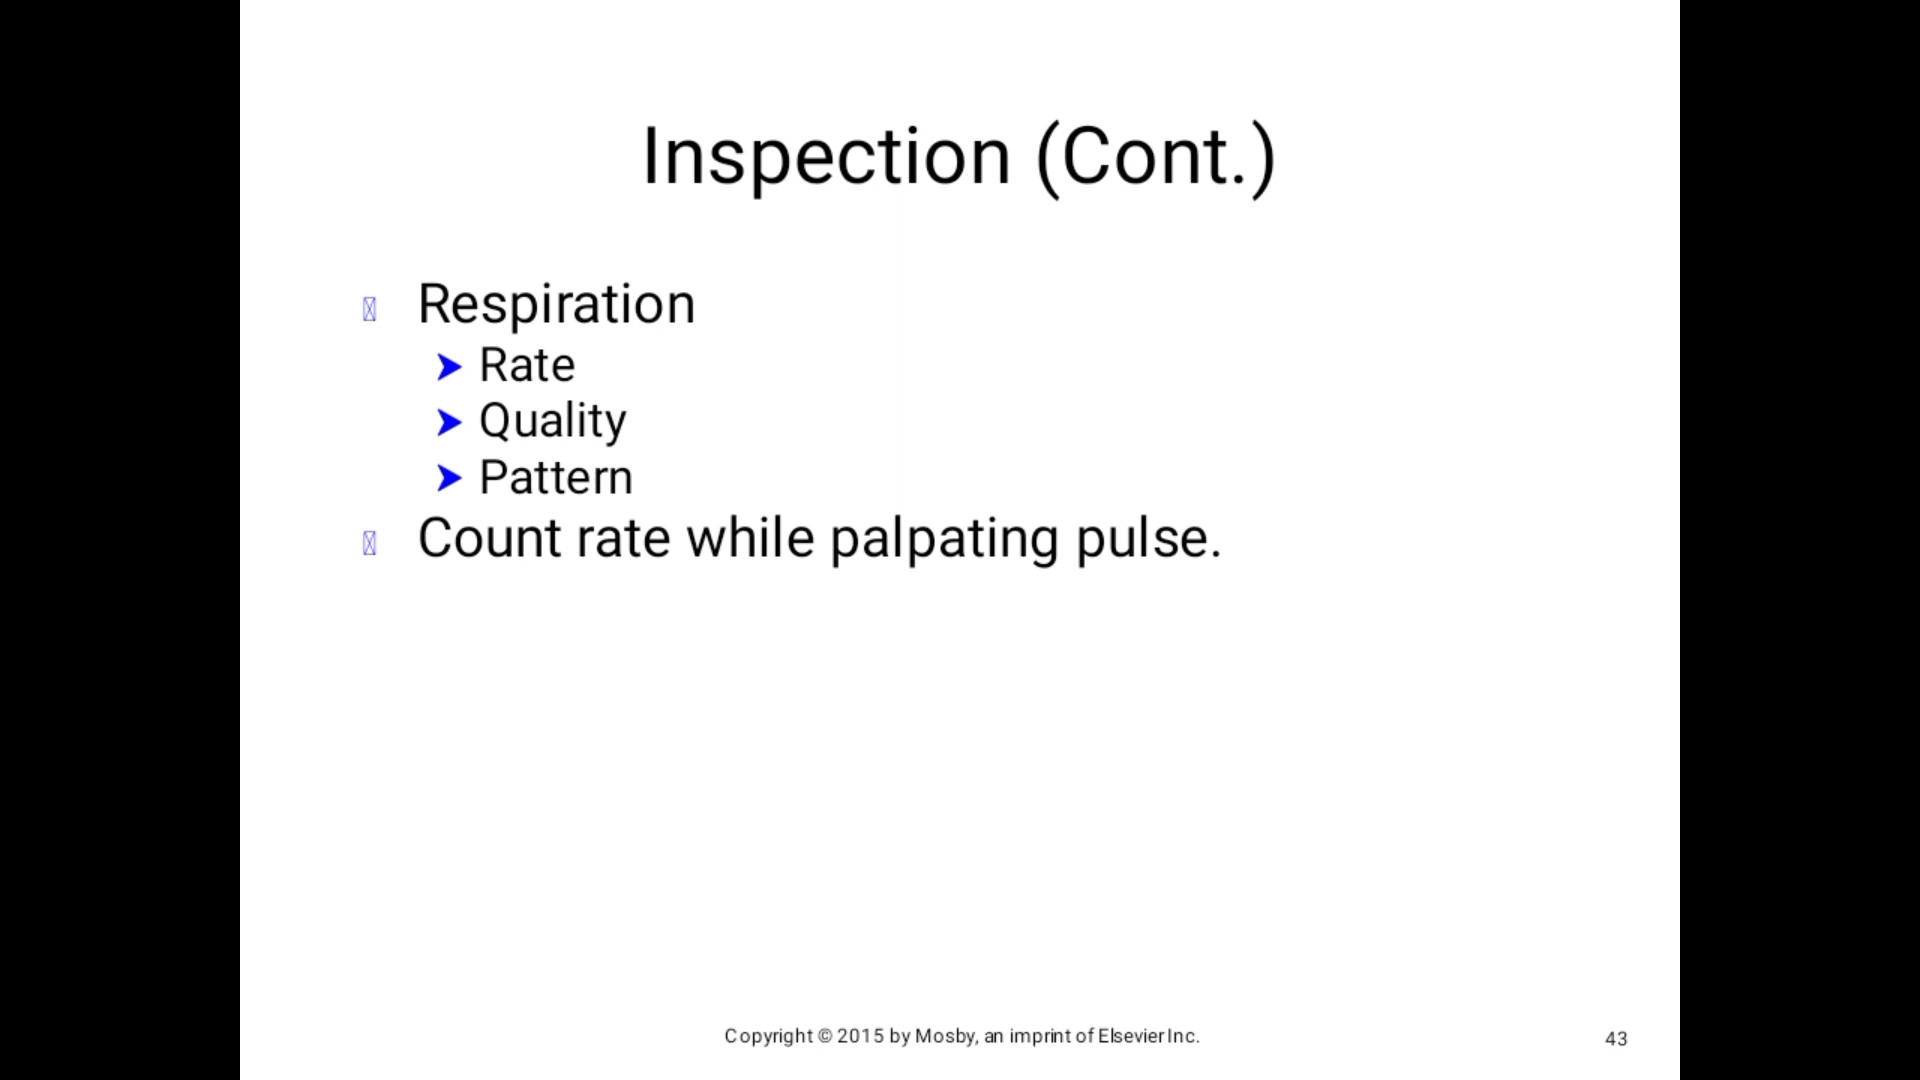 Inspection (Cont.)
Respiration
➤ Rate
➤ Quality
➤ Pattern
Count rate while palpating pulse.
Copyright © 2015 by Mosby, an imprint of Elsevier Inc.
43